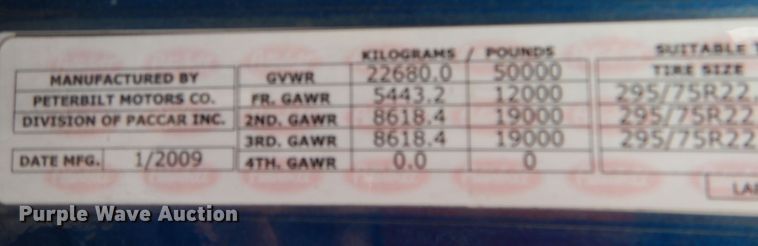 KILOGRAMS / POUNDS SUITABLE
MANUFACTURED BY GVWR 22680.0 50000 TIRE SIZE
PETERBILT MOTORS CO. FR. GAWR 5443.2 12000 295/75R22
DIVISION OF PACCAR INC. 2ND. GAWR 8618.4 19000 295/75R22
3RD. GAWR 8618.4 19000 295/75R22
DATE MFG. 1/2009 4TH. GAWR 0.0 0
Purple Wave Auction